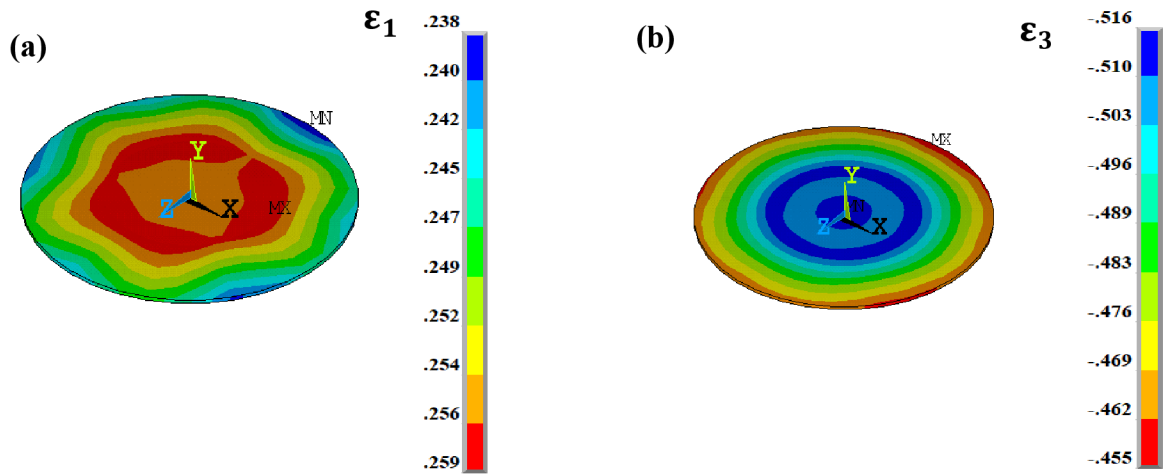 (a)
ε₁
.238
.240
.242
.245
.247
.249
.252
.254
.256
.259
MN
Y
MX
Z
X
(b)
ε₃
-.516
-.510
-.503
-.496
-.489
-.483
-.476
-.469
-.462
-.455
MX
Y
N
Z
X